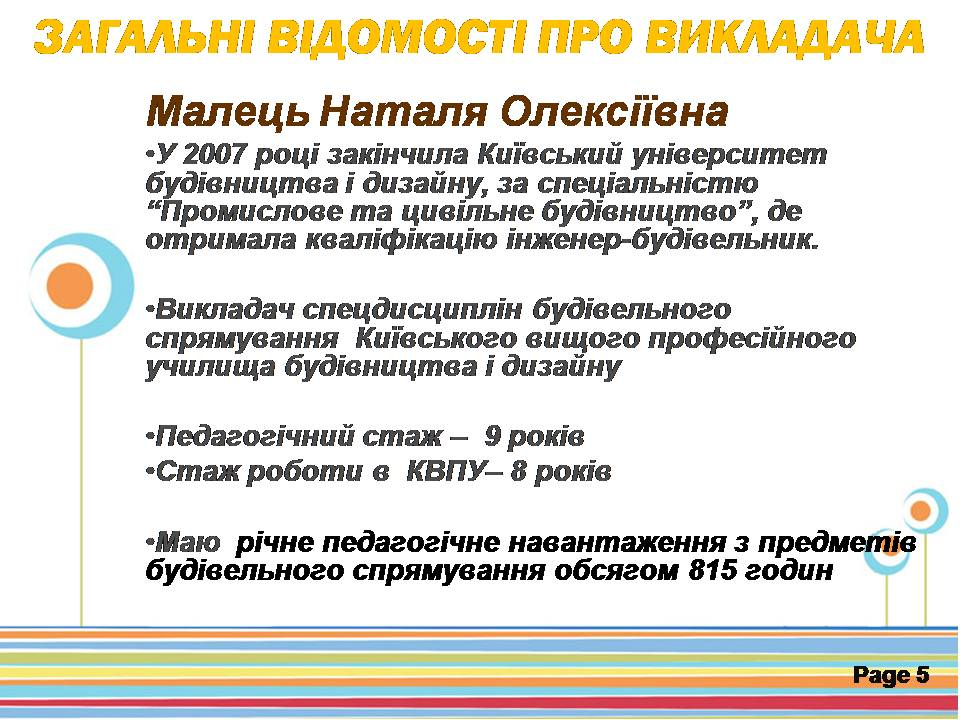 ЗАГАЛЬНІ ВІДОМОСТІ ПРО ВИКЛАДАЧА
Малець Наталя Олексіївна
•У 2007 році закінчила Київський університет
будівництва і дизайну, за спеціальністю
“Промислове та цивільне будівництво”, де
отримала кваліфікацію інженер-будівельник.
•Викладач спецдисциплін будівельного
спрямування Київського вищого професійного
училища будівництва і дизайну
•Педагогічний стаж – 9 років
•Стаж роботи в КВПУ– 8 років
•Маю річне педагогічне навантаження з предметів
будівельного спрямування обсягом 815 годин
Page 5